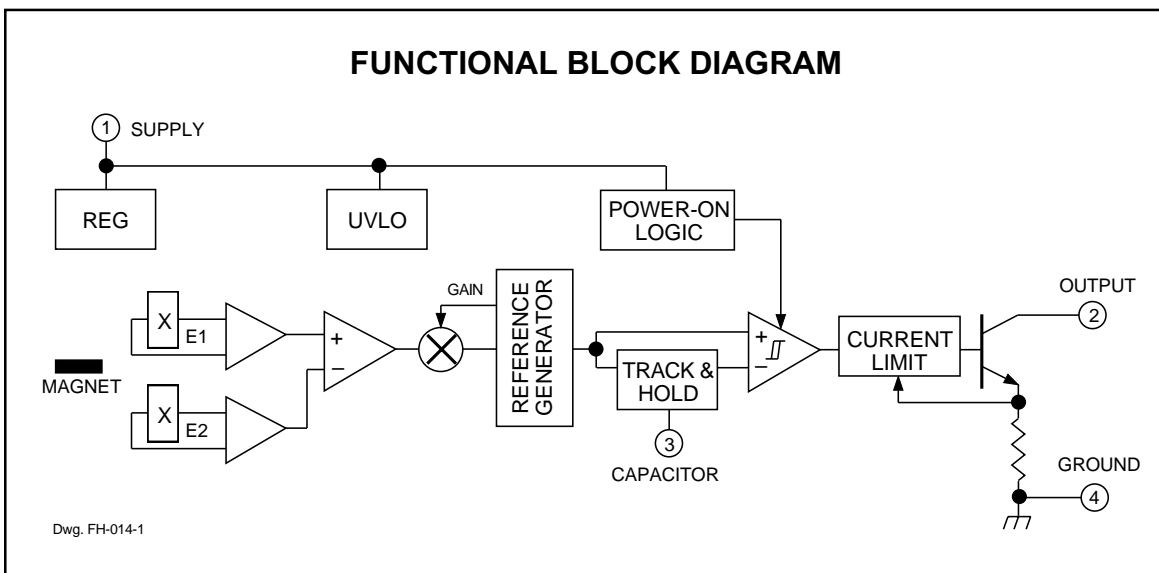 FUNCTIONAL BLOCK DIAGRAM
1 SUPPLY
REG
UVLO
POWER-ON
LOGIC
X
E1
+
−
MAGNET
X
E2
GAIN
REFERENCE
GENERATOR
TRACK &
HOLD
3
CAPACITOR
+
−
CURRENT
LIMIT
OUTPUT
2
GROUND
4
Dwg. FH-014-1